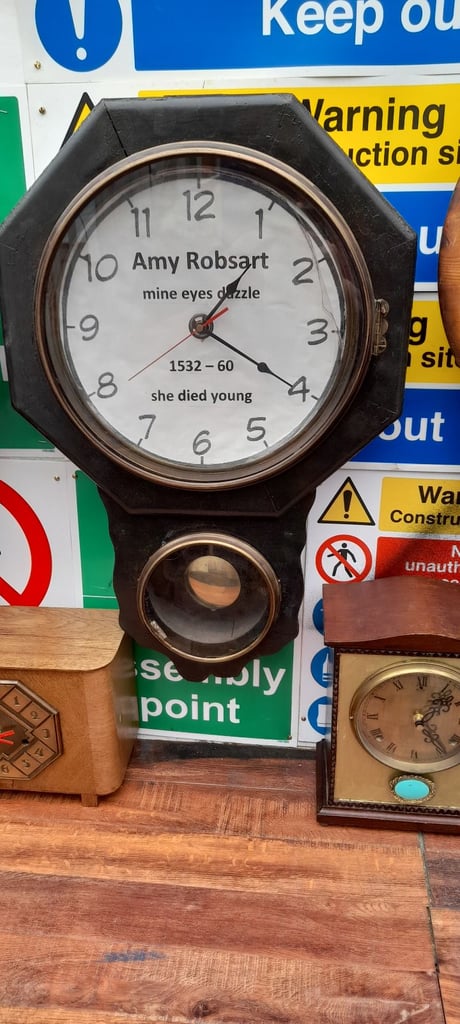 Keep ou
Warning
uction si
12
11
1
Amy Robsart
10
2
mine eyes dazzle
9
3
1532 – 60
8
4
she died young
7
5
6
out
g
site
War
Constru
N
unauth
ssembly
point